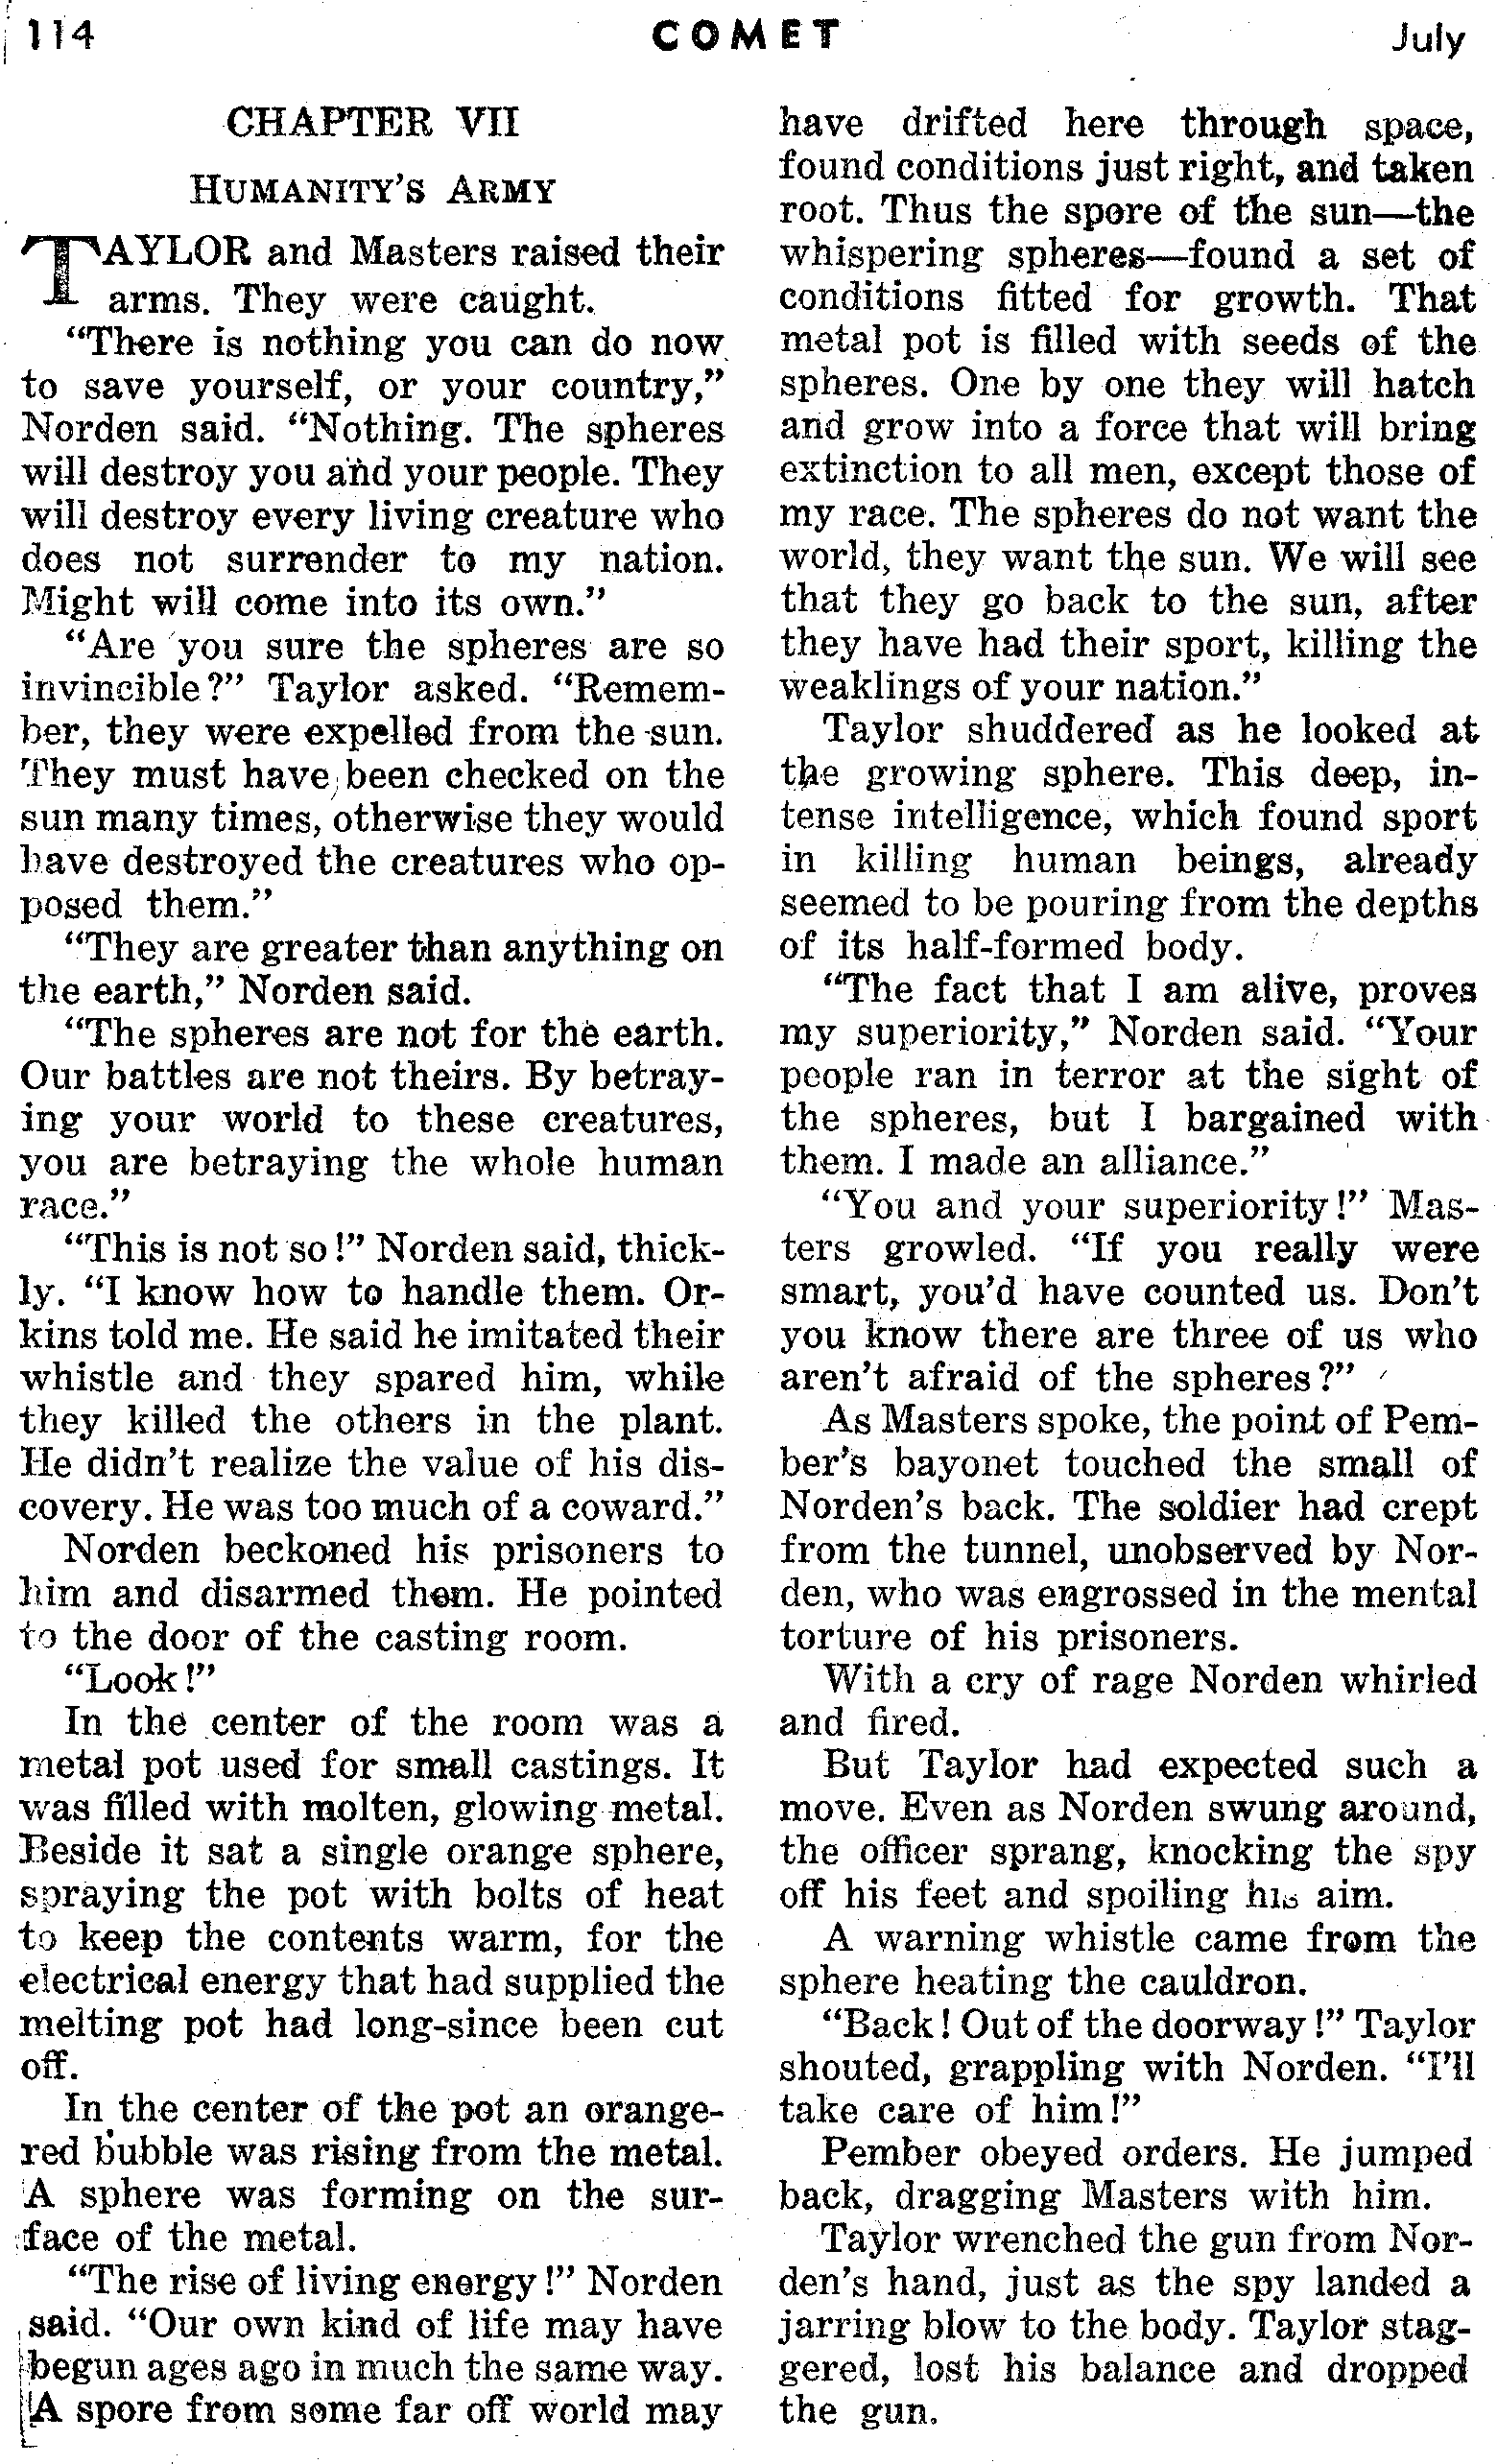 114
COMET
July
CHAPTER VII
HUMANITY'S ARMY
TAYLOR and Masters raised their
arms. They were caught.
"There is nothing you can do now
to save yourself, or your country,"
Norden said. "Nothing. The spheres
will destroy you and your people. They
will destroy every living creature who
does not surrender to my nation.
Might will come into its own."
"Are you sure the spheres are so
invincible?" Taylor asked. "Remem-
ber, they were expelled from the sun.
They must have been checked on the
sun many times, otherwise they would
have destroyed the creatures who op-
posed them."
"They are greater than anything on
the earth," Norden said.
"The spheres are not for the earth.
Our battles are not theirs. By betray-
ing your world to these creatures,
you are betraying the whole human
race."
"This is not so!" Norden said, thick-
ly. "I know how to handle them. Or-
kins told me. He said he imitated their
whistle and they spared him, while
they killed the others in the plant.
He didn't realize the value of his dis-
covery. He was too much of a coward."
Norden beckoned his prisoners to
him and disarmed them. He pointed
to the door of the casting room.
"Look!"
In the center of the room was a
metal pot used for small castings. It
was filled with molten, glowing metal.
Beside it sat a single orange sphere,
spraying the pot with bolts of heat
to keep the contents warm, for the
electrical energy that had supplied the
melting pot had long-since been cut
off.
In the center of the pot an orange-
red bubble was rising from the metal.
A sphere was forming on the sur-
face of the metal.
"The rise of living energy!" Norden
said. "Our own kind of life may have
begun ages ago in much the same way.
A spore from some far off world may
have drifted here through space,
found conditions just right, and taken
root. Thus the spore of the sun—the
whispering spheres—found a set of
conditions fitted for growth. That
metal pot is filled with seeds of the
spheres. One by one they will hatch
and grow into a force that will bring
extinction to all men, except those of
my race. The spheres do not want the
world, they want the sun. We will see
that they go back to the sun, after
they have had their sport, killing the
weaklings of your nation."
Taylor shuddered as he looked at
the growing sphere. This deep, in-
tense intelligence, which found sport
in killing human beings, already
seemed to be pouring from the depths
of its half-formed body.
"The fact that I am alive, proves
my superiority," Norden said. "Your
people ran in terror at the sight of
the spheres, but I bargained with
them. I made an alliance."
"You and your superiority!" Mas-
ters growled. "If you really were
smart, you'd have counted us. Don't
you know there are three of us who
aren't afraid of the spheres?"
As Masters spoke, the point of Pem-
ber's bayonet touched the small of
Norden's back. The soldier had crept
from the tunnel, unobserved by Nor-
den, who was engrossed in the mental
torture of his prisoners.
With a cry of rage Norden whirled
and fired.
But Taylor had expected such a
move. Even as Norden swung around,
the officer sprang, knocking the spy
off his feet and spoiling his aim.
A warning whistle came from the
sphere heating the cauldron.
"Back! Out of the doorway!" Taylor
shouted, grappling with Norden. "I'll
take care of him!"
Pember obeyed orders. He jumped
back, dragging Masters with him.
Taylor wrenched the gun from Nor-
den's hand, just as the spy landed a
jarring blow to the body. Taylor stag-
gered, lost his balance and dropped
the gun.